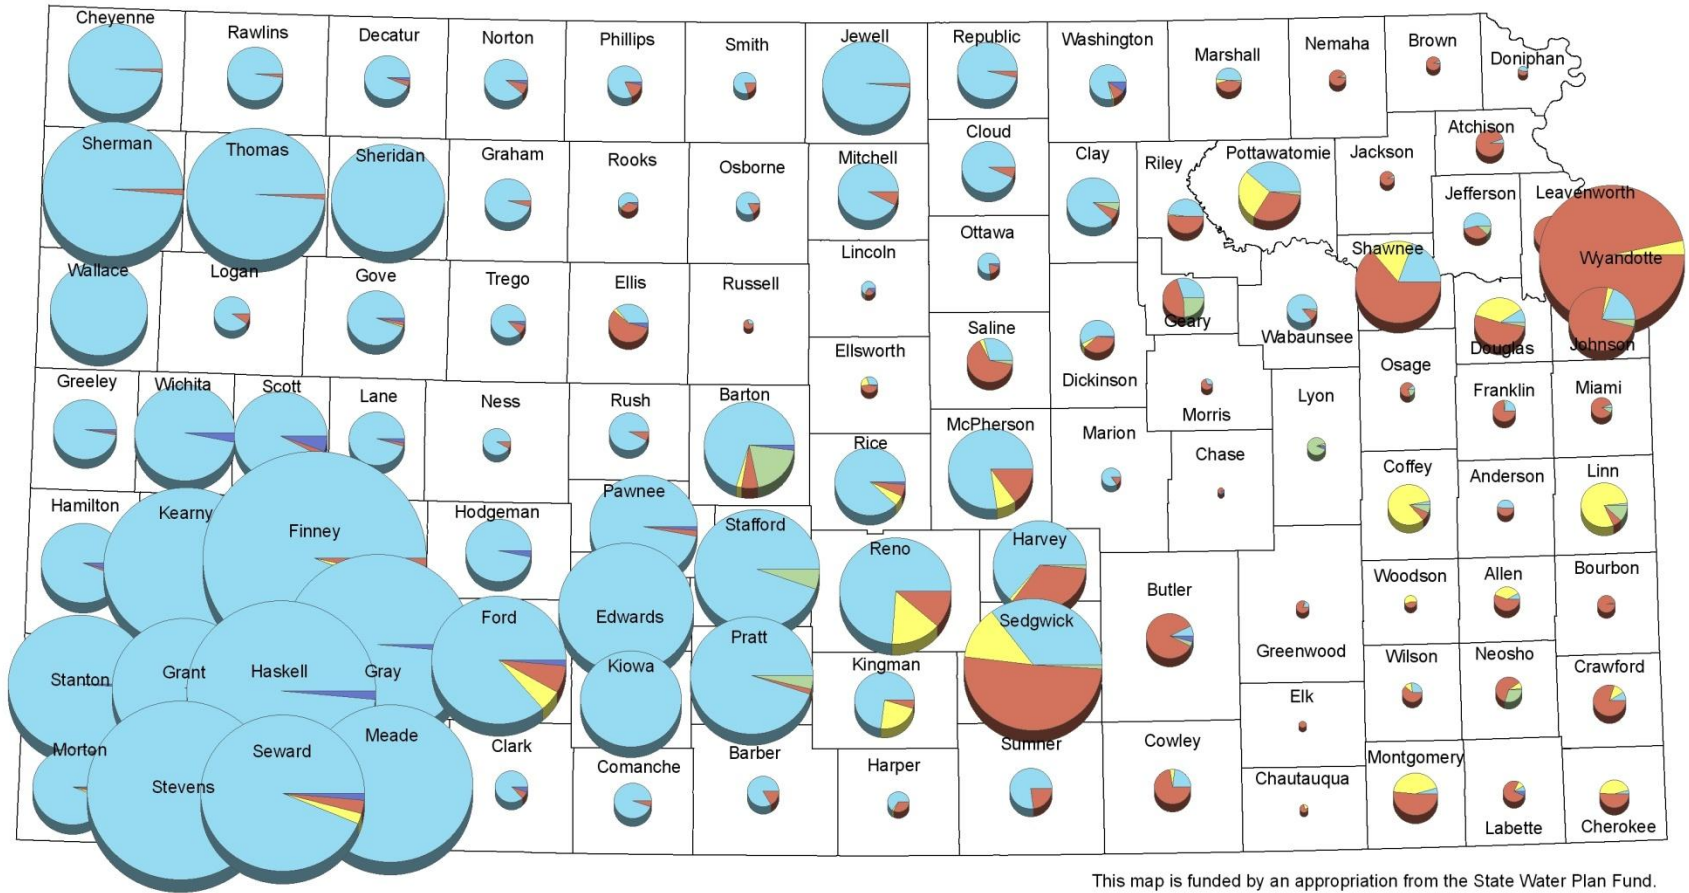 Cheyenne
Rawlins
Decatur
Norton
Phillips
Smith
Jewell
Republic
Washington
Marshall
Nemaha
Brown
Doniphan
Sherman
Thomas
Sheridan
Graham
Rooks
Osborne
Mitchell
Cloud
Clay
Riley
Pottawatomie
Jackson
Atchison
Jefferson
Leavenworth
Wyandotte
Wallace
Logan
Gove
Trego
Ellis
Russell
Lincoln
Ottawa
Saline
Dickinson
Geary
Wabaunsee
Shawnee
Douglas
Johnson
Greeley
Wichita
Scott
Lane
Ness
Rush
Barton
Ellsworth
Rice
McPherson
Marion
Morris
Chase
Lyon
Osage
Franklin
Miami
Hamilton
Kearny
Finney
Hodgeman
Pawnee
Stafford
Reno
Harvey
Butler
Greenwood
Coffey
Anderson
Linn
Woodson
Allen
Bourbon
Stanton
Grant
Haskell
Gray
Ford
Edwards
Kiowa
Pratt
Kingman
Sedgwick
Elk
Wilson
Neosho
Crawford
Morton
Stevens
Seward
Meade
Clark
Comanche
Barber
Harper
Sumner
Cowley
Chautauqua
Montgomery
Labette
Cherokee
This map is funded by an appropriation from the State Water Plan Fund.